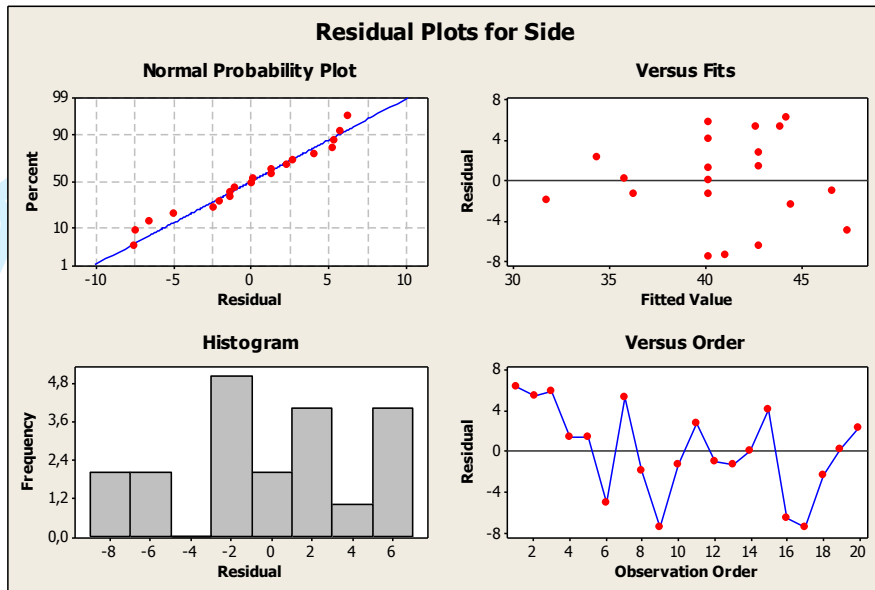 Residual Plots for Side
Normal Probability Plot
99
90
50
10
1
Percent
-10 -5 0 5 10
Residual
Versus Fits
8
4
0
-4
-8
Residual
30 35 40 45
Fitted Value
Histogram
4,8
3,6
2,4
1,2
0,0
Frequency
-8 -6 -4 -2 0 2 4 6
Residual
Versus Order
8
4
0
-4
-8
Residual
2 4 6 8 10 12 14 16 18 20
Observation Order